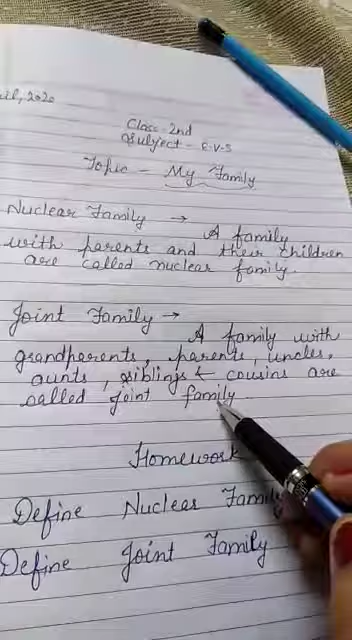 2020
Class - 2nd
Subject - E.V.S
Topic - My Family
Nuclear Family → A family
with parents and their children
are called nuclear family.
Joint Family →
A family with
grandparents, parents, uncles,
aunts, siblings & cousins are
called joint family.
Homework
Define Nuclear Family
Define Joint Family